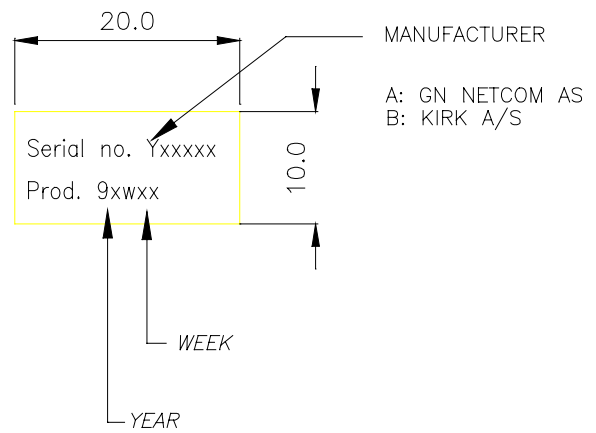 20.0
MANUFACTURER
A: GN NETCOM AS
B: KIRK A/S
Serial no. Yxxxxx
Prod. 9xwxx
10.0
WEEK
YEAR